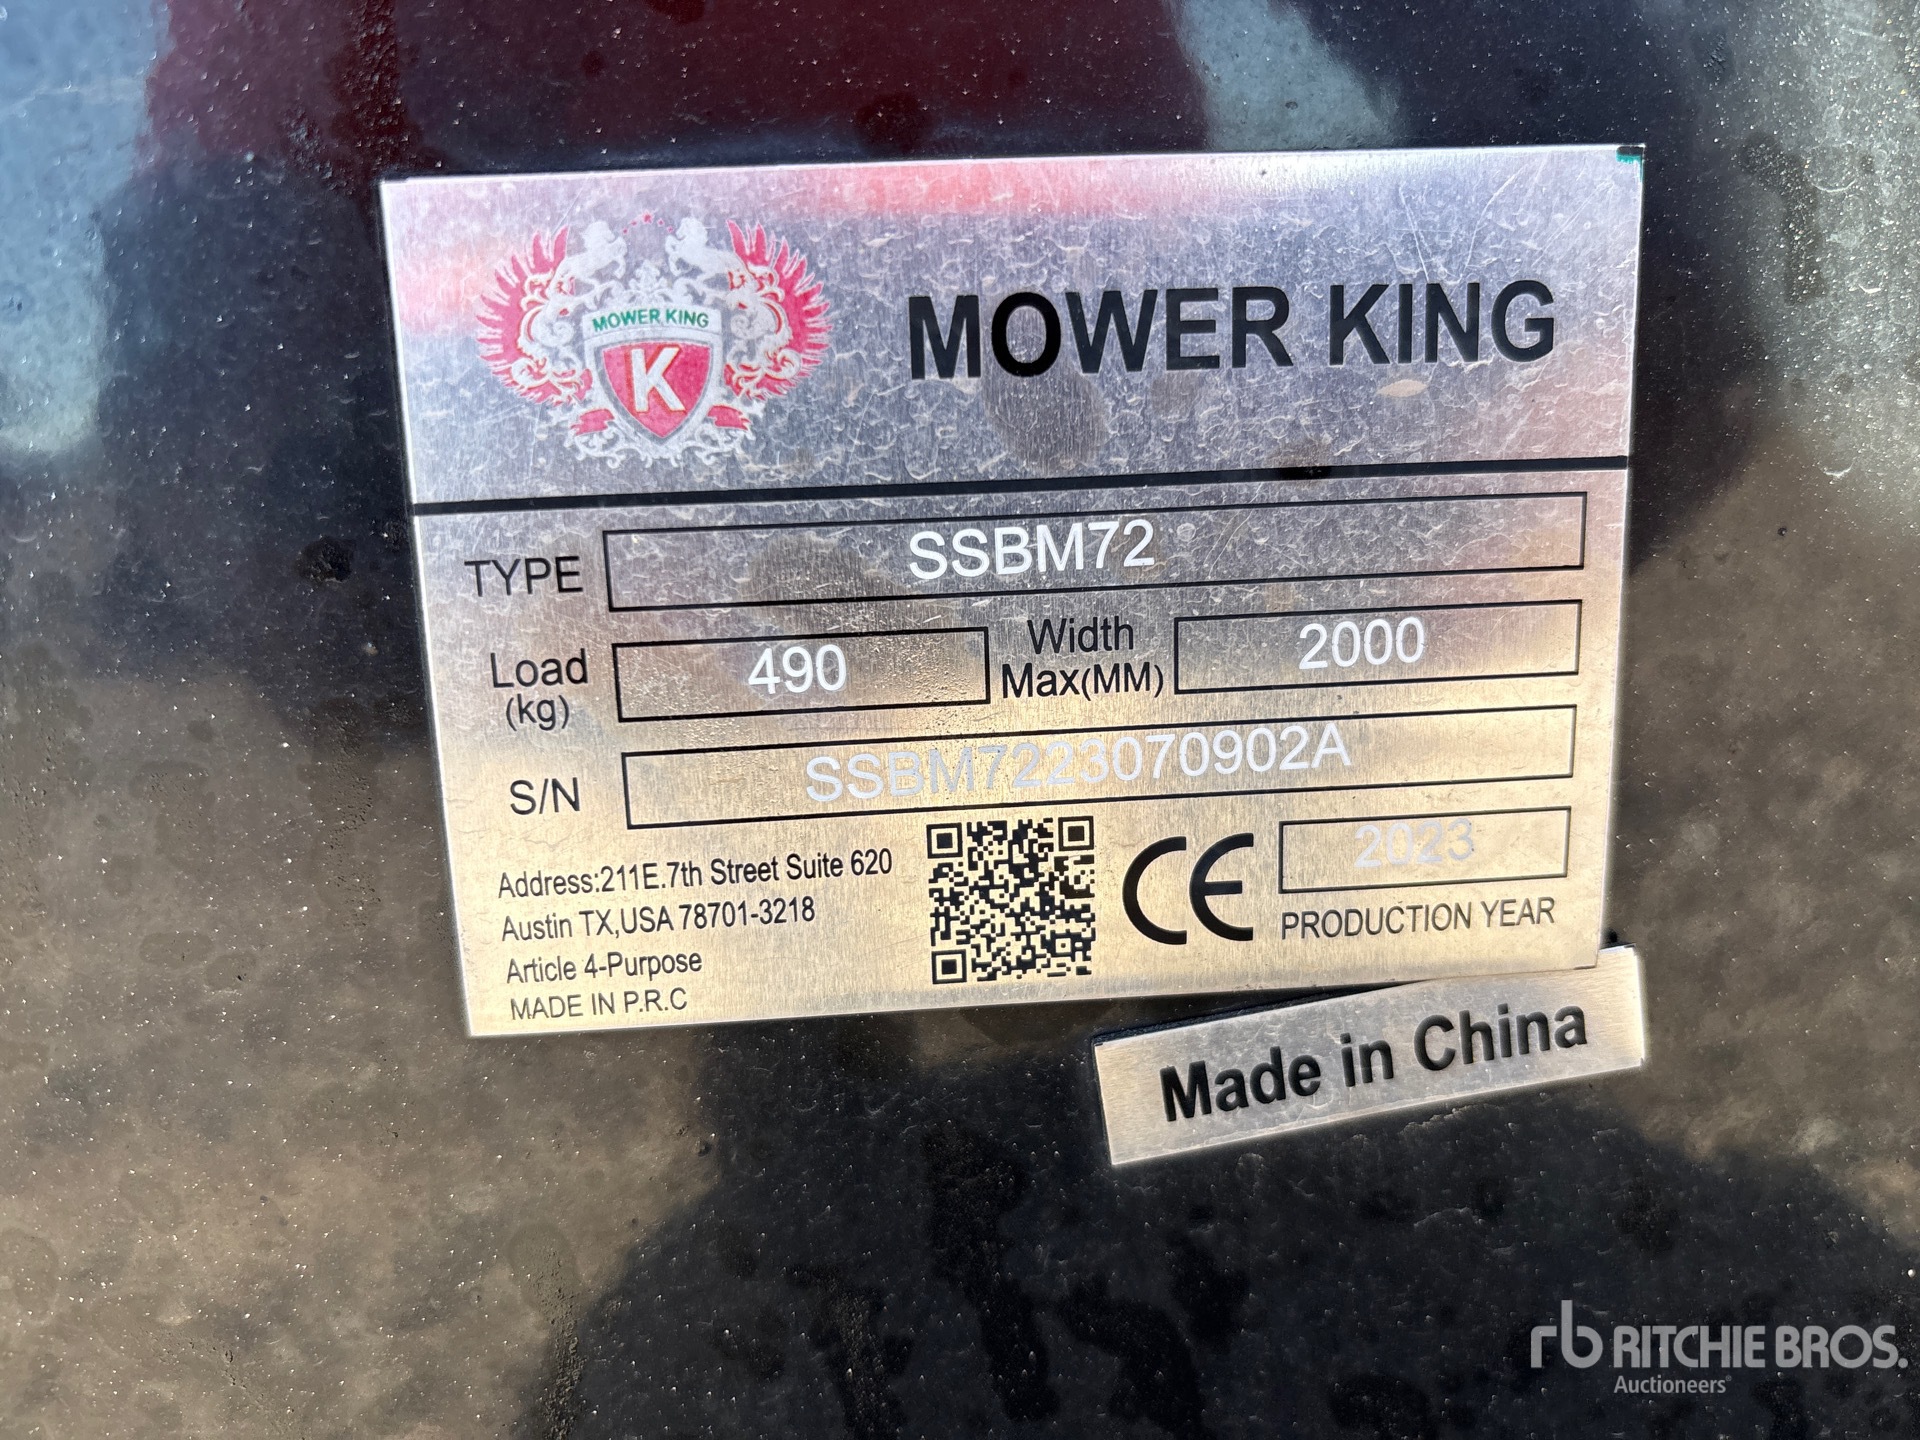 MOWER KING
K
MOWER KING
TYPE SSBM72
Load (kg) 490 Width Max(MM) 2000
S/N SSBM7223070902A
Address:211E.7th Street Suite 620
Austin TX,USA 78701-3218
Article 4-Purpose
MADE IN P.R.C
CE
2023
PRODUCTION YEAR
Made in China
rb RITCHIE BROS.
Auctioneers